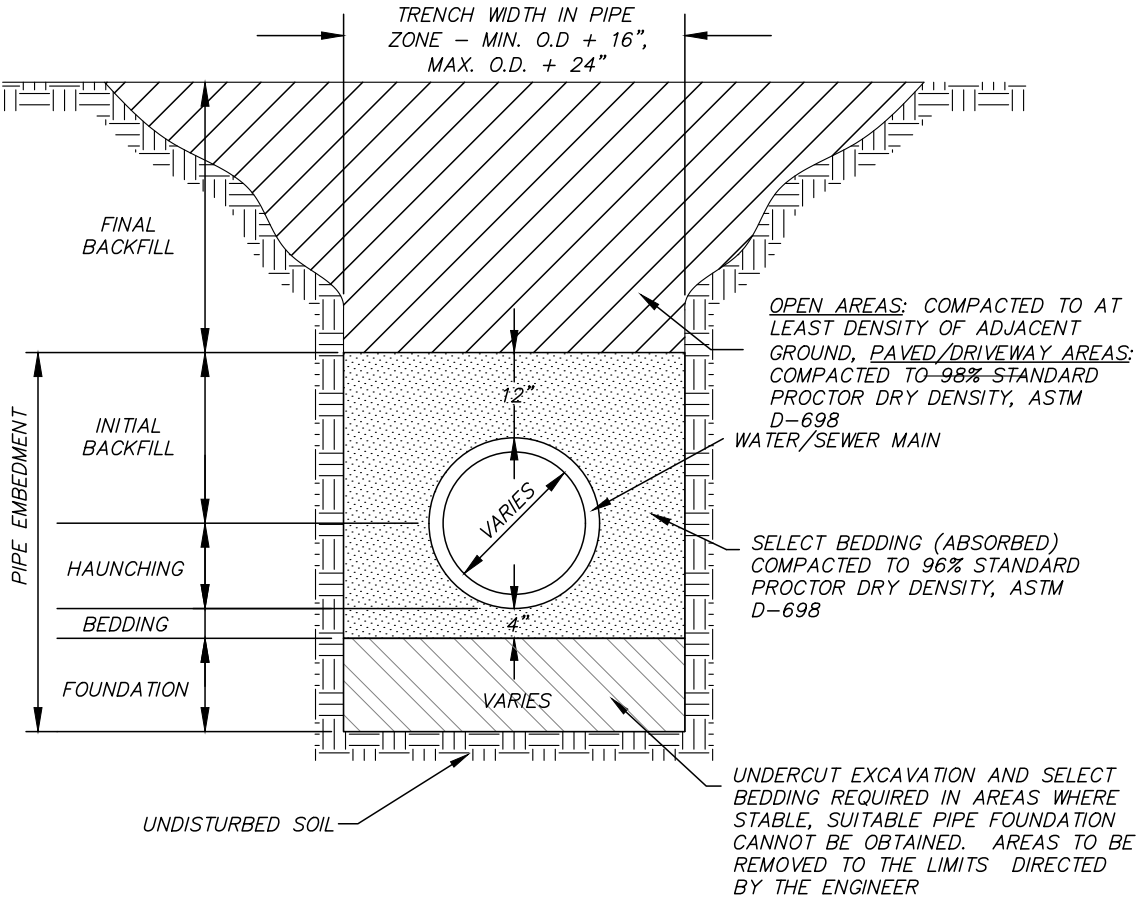 TRENCH WIDTH IN PIPE
ZONE - MIN. O.D + 16",
MAX. O.D. + 24"
FINAL
BACKFILL
OPEN AREAS: COMPACTED TO AT
LEAST DENSITY OF ADJACENT
GROUND, PAVED/DRIVEWAY AREAS:
COMPACTED TO 98% STANDARD
PROCTOR DRY DENSITY, ASTM
D-698
12"
INITIAL
BACKFILL
WATER/SEWER MAIN
PIPE EMBEDMENT
VARIES
SELECT BEDDING (ABSORBED)
COMPACTED TO 96% STANDARD
PROCTOR DRY DENSITY, ASTM
D-698
HAUNCHING
BEDDING
4"
FOUNDATION
VARIES
UNDISTURBED SOIL
UNDERCUT EXCAVATION AND SELECT
BEDDING REQUIRED IN AREAS WHERE
STABLE, SUITABLE PIPE FOUNDATION
CANNOT BE OBTAINED. AREAS TO BE
REMOVED TO THE LIMITS DIRECTED
BY THE ENGINEER